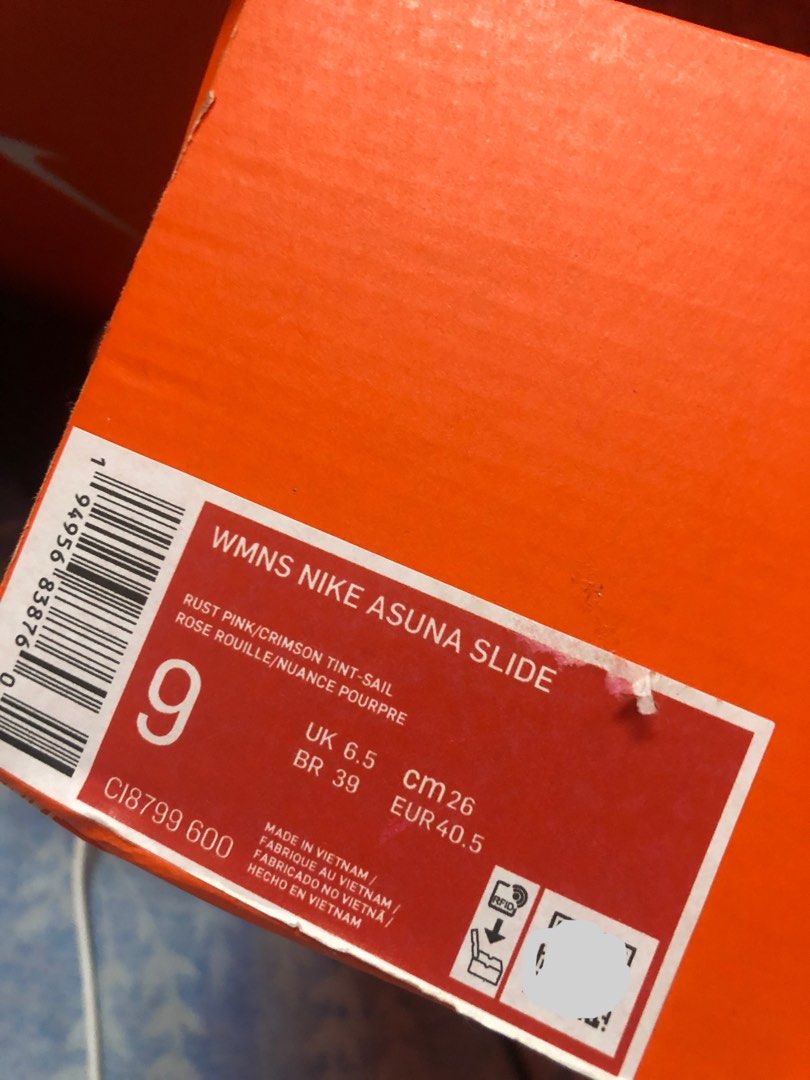 WMNS NIKE ASUNA SLIDE
RUST PINK/CRIMSON TINT-SAIL
ROSE ROUILLE/NUANCE POURPRE
9
UK 6.5
BR 39
cm 26
EUR 40.5
CI8799 600
MADE IN VIETNAM /
FABRIQUE AU VIETNAM /
FABRICADO NO VIETNÃ /
HECHO EN VIETNAM
RFID
1 94956 83876 0